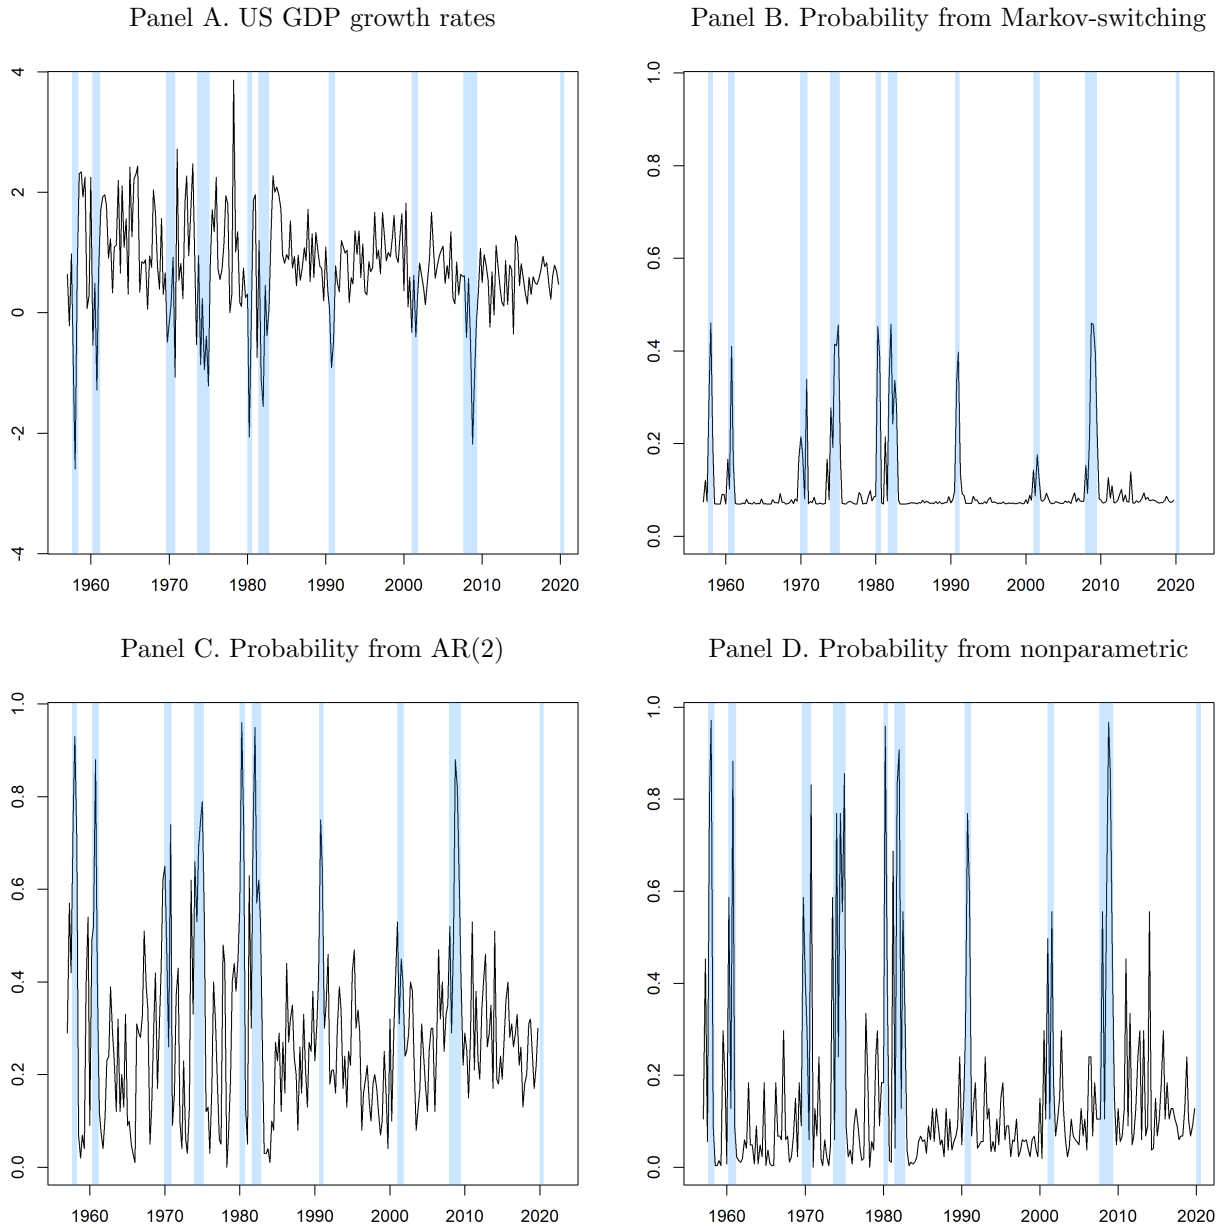 Panel A. US GDP growth rates
4
2
0
-2
-4
1960 1970 1980 1990 2000 2010 2020
Panel B. Probability from Markov-switching
1.0
0.8
0.6
0.4
0.2
0.0
1960 1970 1980 1990 2000 2010 2020
Panel C. Probability from AR(2)
1.0
0.8
0.6
0.4
0.2
0.0
1960 1970 1980 1990 2000 2010 2020
Panel D. Probability from nonparametric
1.0
0.8
0.6
0.4
0.2
0.0
1960 1970 1980 1990 2000 2010 2020